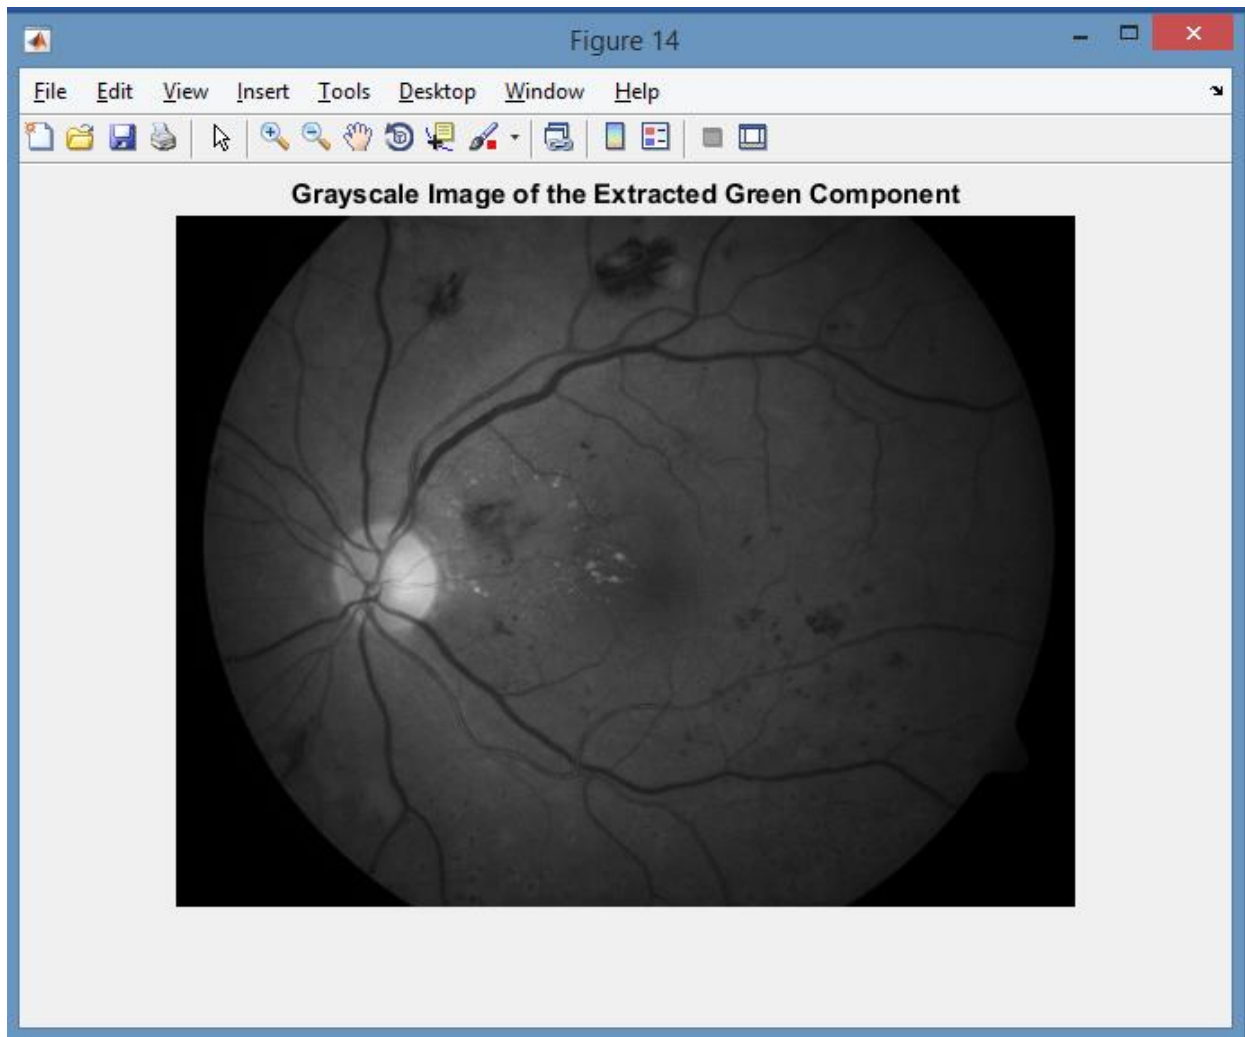 Figure 14
File Edit View Insert Tools Desktop Window Help
Grayscale Image of the Extracted Green Component